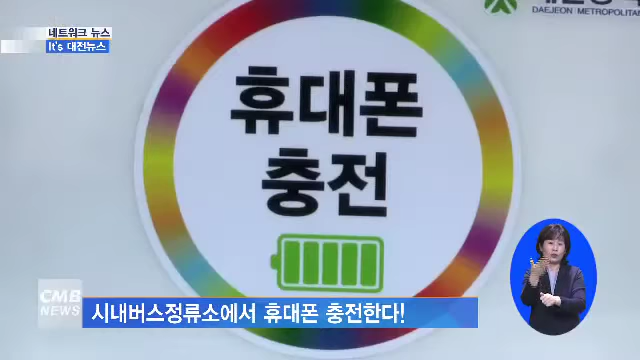 네트워크 뉴스
It's 대전뉴스
DAEJEON METROPOLITAN
휴대폰
충전
CMB
NEWS
시내버스정류소에서 휴대폰 충전한다!